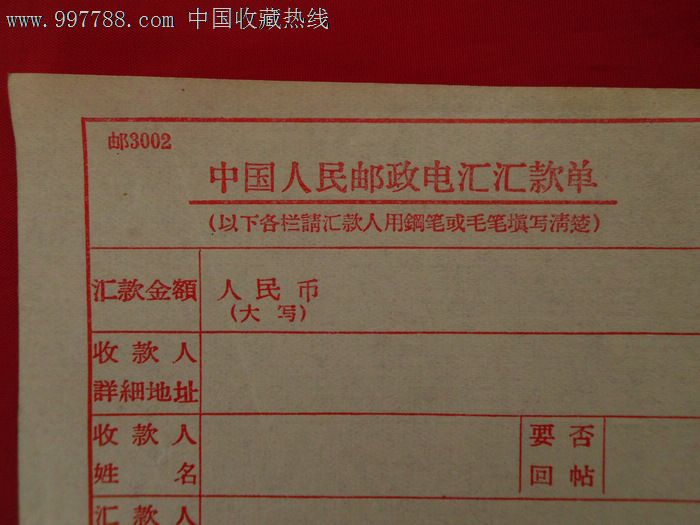 www.997788.com 中国收藏热线
邮3002
中国人民邮政电汇汇款单
(以下各栏請汇款人用鋼笔或毛笔塡写清楚)
汇款金額 人民币
(大写)
收款人
詳細地址
收款人 要否
姓名 回帖
汇款人